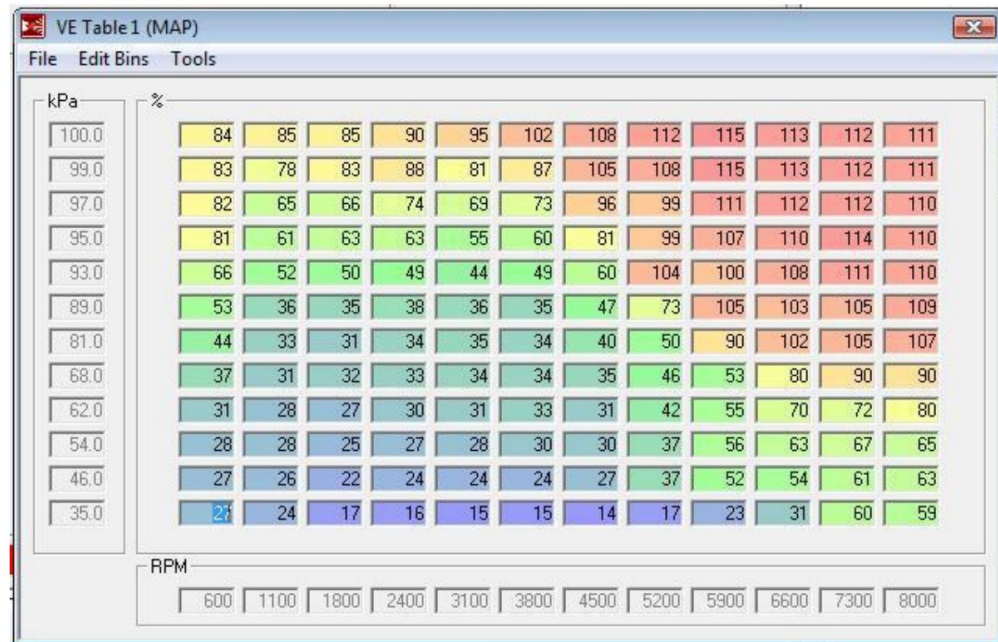 VE Table 1 (MAP)
File Edit Bins Tools
kPa %
100.0 84 85 85 90 95 102 108 112 115 113 112 111
99.0 83 78 83 88 81 87 105 108 115 113 112 111
97.0 82 65 66 74 69 73 96 99 111 112 112 110
95.0 81 61 63 63 55 60 81 99 107 110 114 110
93.0 66 52 50 49 44 49 60 104 100 108 111 110
89.0 53 36 35 38 36 35 47 73 105 103 105 109
81.0 44 33 31 34 35 34 40 50 90 102 105 107
68.0 37 31 32 33 34 34 35 46 53 80 90 90
62.0 31 28 27 30 31 33 31 42 55 70 72 80
54.0 28 28 25 27 28 30 30 37 56 63 67 65
46.0 27 26 22 24 24 24 27 37 52 54 61 63
35.0 27 24 17 16 15 15 14 17 23 31 60 59
RPM
600 1100 1800 2400 3100 3800 4500 5200 5900 6600 7300 8000